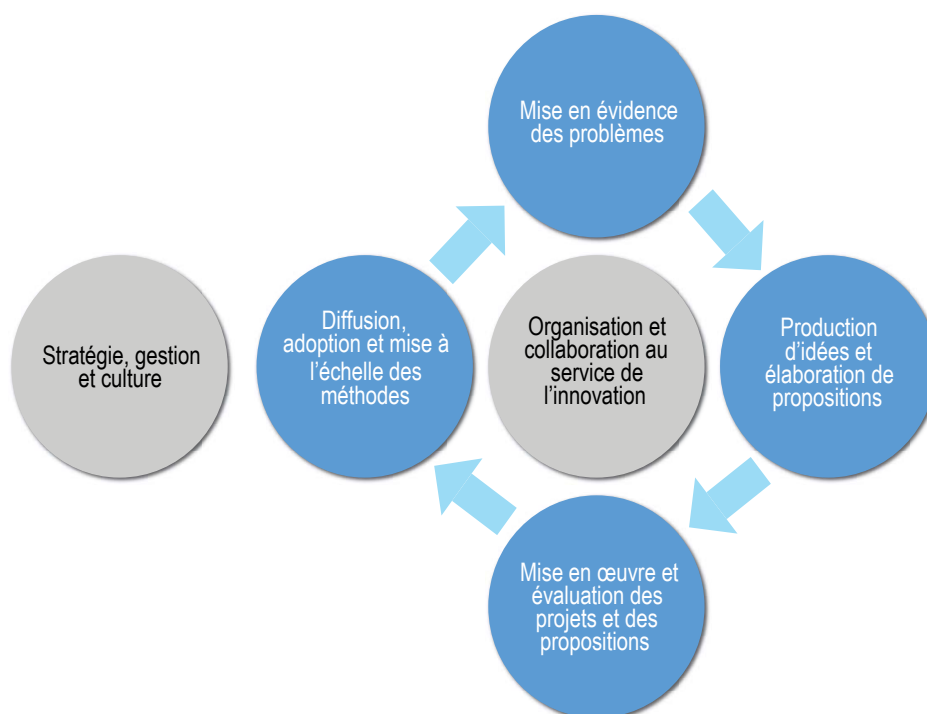 Mise en évidence
des problèmes
Stratégie, gestion
et culture
Diffusion,
adoption et mise à
l’échelle des
méthodes
Organisation et
collaboration au
service de
l’innovation
Production
d’idées et
élaboration de
propositions
Mise en œuvre et
évaluation des
projets et des
propositions